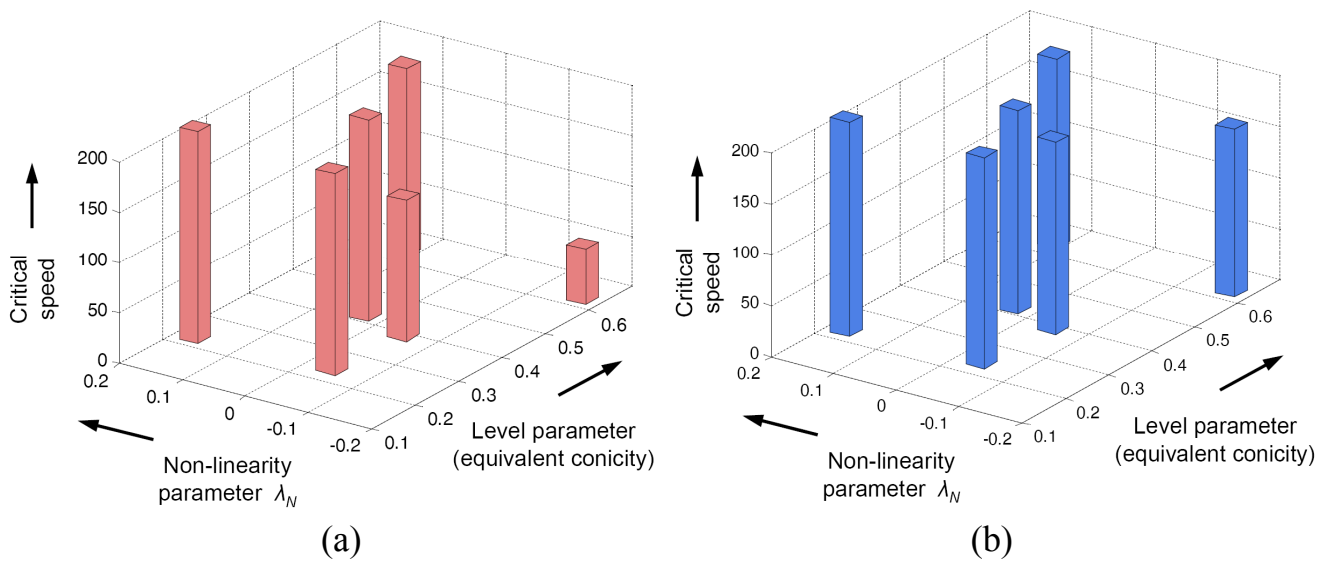 200
150
100
50
0
Critical
speed
0.2
0.1
0
-0.1
-0.2
Non-linearity
parameter λN
0.1
0.2
0.3
0.4
0.5
0.6
Level parameter
(equivalent conicity)
(a)
200
150
100
50
0
Critical
speed
0.2
0.1
0
-0.1
-0.2
Non-linearity
parameter λN
0.1
0.2
0.3
0.4
0.5
0.6
Level parameter
(equivalent conicity)
(b)